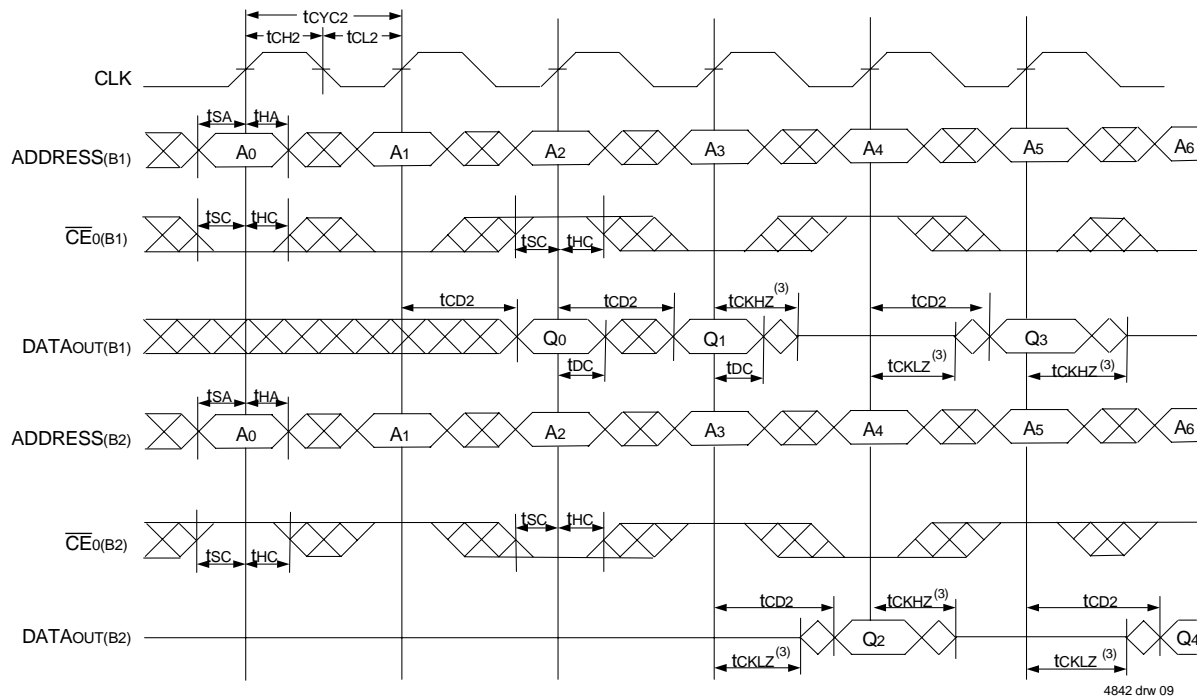 tCYC2
tCH2 tCL2
CLK
tSA tHA
ADDRESS(B1) A0 A1 A2 A3 A4 A5 A6
tSC tHC
CE0(B1)
tSC tHC
tCD2 tCD2 tCKHZ(3) tCD2
DATAOUT(B1) Q0 Q1 Q3
tDC tDC tCKLZ(3) tCKHZ(3)
tSA tHA
ADDRESS(B2) A0 A1 A2 A3 A4 A5 A6
tSC tHC
CE0(B2)
tSC tHC
tCD2 tCKHZ(3) tCD2
DATAOUT(B2) Q2 Q4
tCKLZ(3) tCKLZ(3)
4842 drw 09